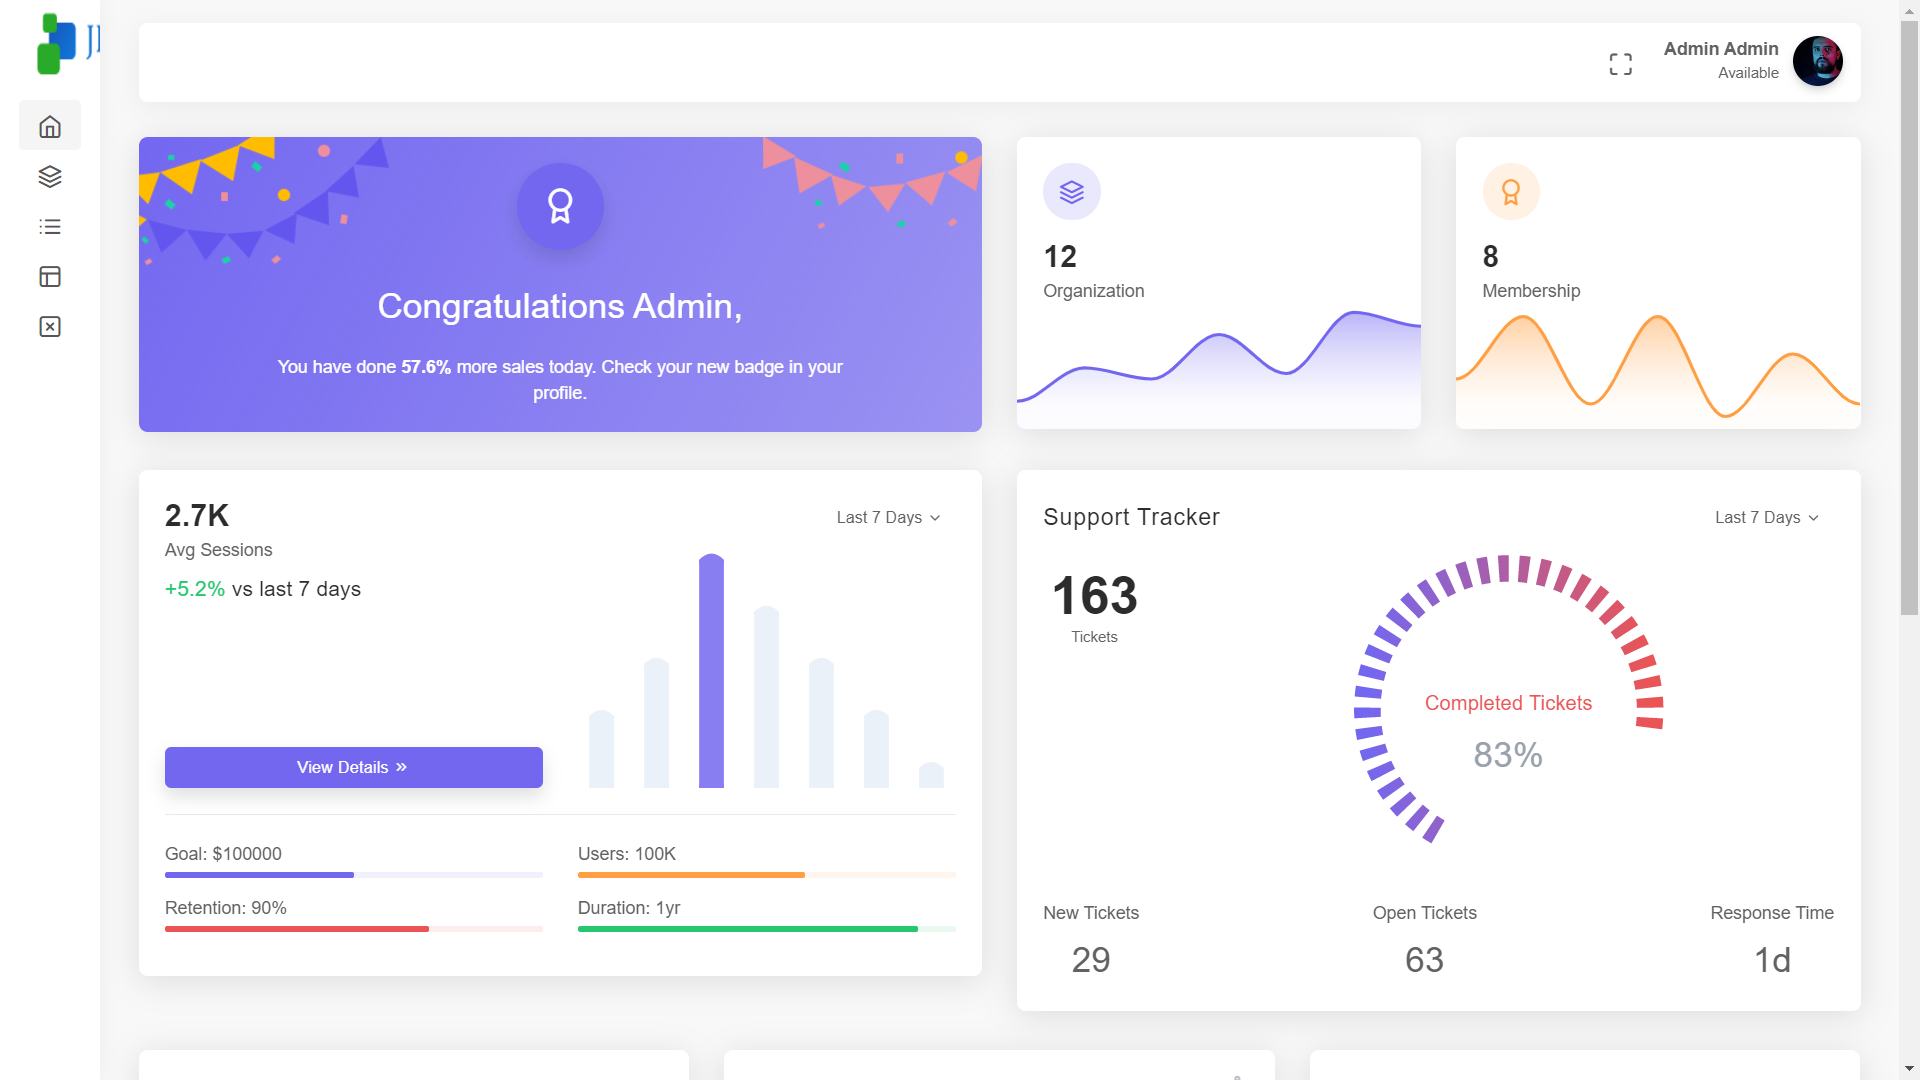 Admin Admin
Available
Congratulations Admin,
You have done 57.6% more sales today. Check your new badge in your
profile.
12
Organization
8
Membership
2.7K
Avg Sessions
+5.2% vs last 7 days
Last 7 Days
View Details »
Goal: $100000
Users: 100K
Retention: 90%
Duration: 1yr
Support Tracker
Last 7 Days
163
Tickets
Completed Tickets
83%
New Tickets
29
Open Tickets
63
Response Time
1d